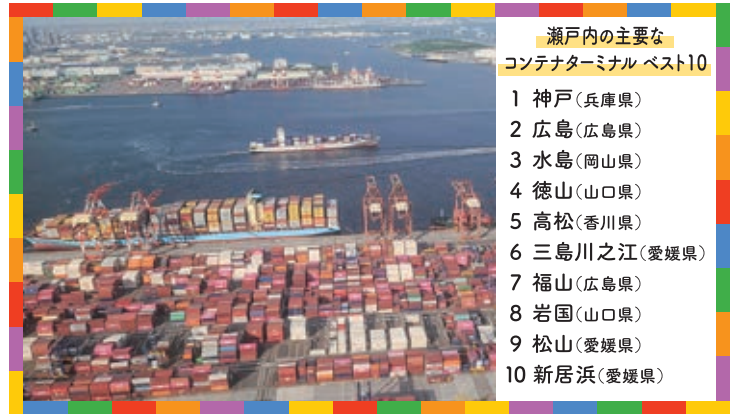 瀬戸内の主要な
コンテナターミナル ベスト10
1 神戸(兵庫県)
2 広島(広島県)
3 水島(岡山県)
4 徳山(山口県)
5 高松(香川県)
6 三島川之江(愛媛県)
7 福山(広島県)
8 岩国(山口県)
9 松山(愛媛県)
10 新居浜(愛媛県)